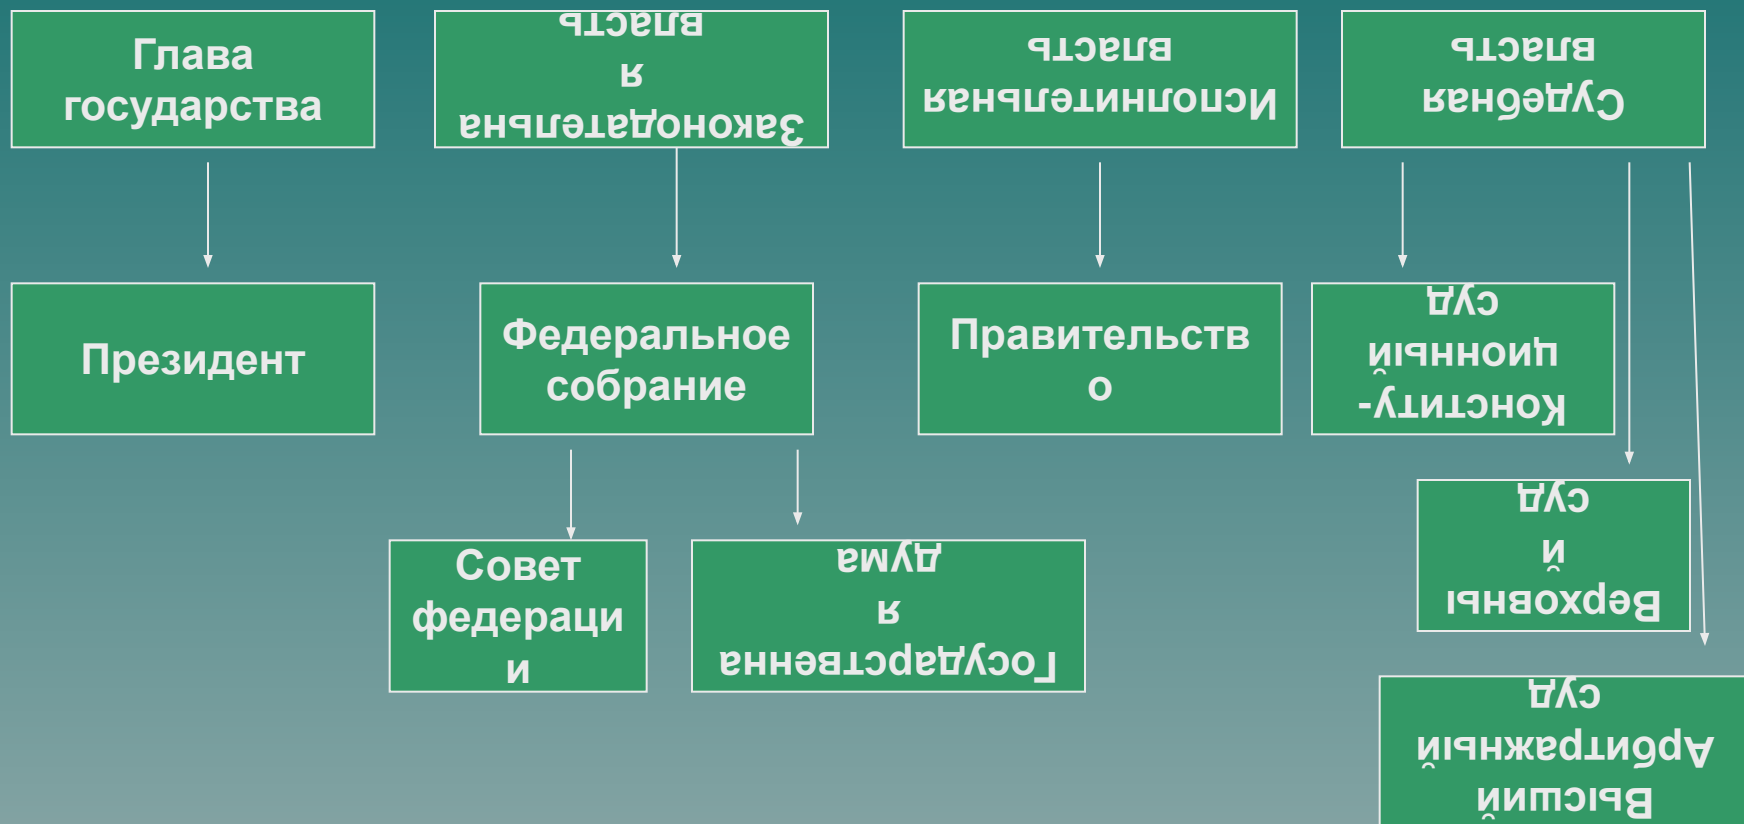 Глава
государства
Законодательна
я
власть
Исполнительная
власть
Судебная
власть
Президент
Федеральное
собрание
Правительств
о
Конститу-
ционный
суд
Совет
федераци
и
Государственна
я
дума
Верховны
й
суд
Высший
Арбитражный
суд